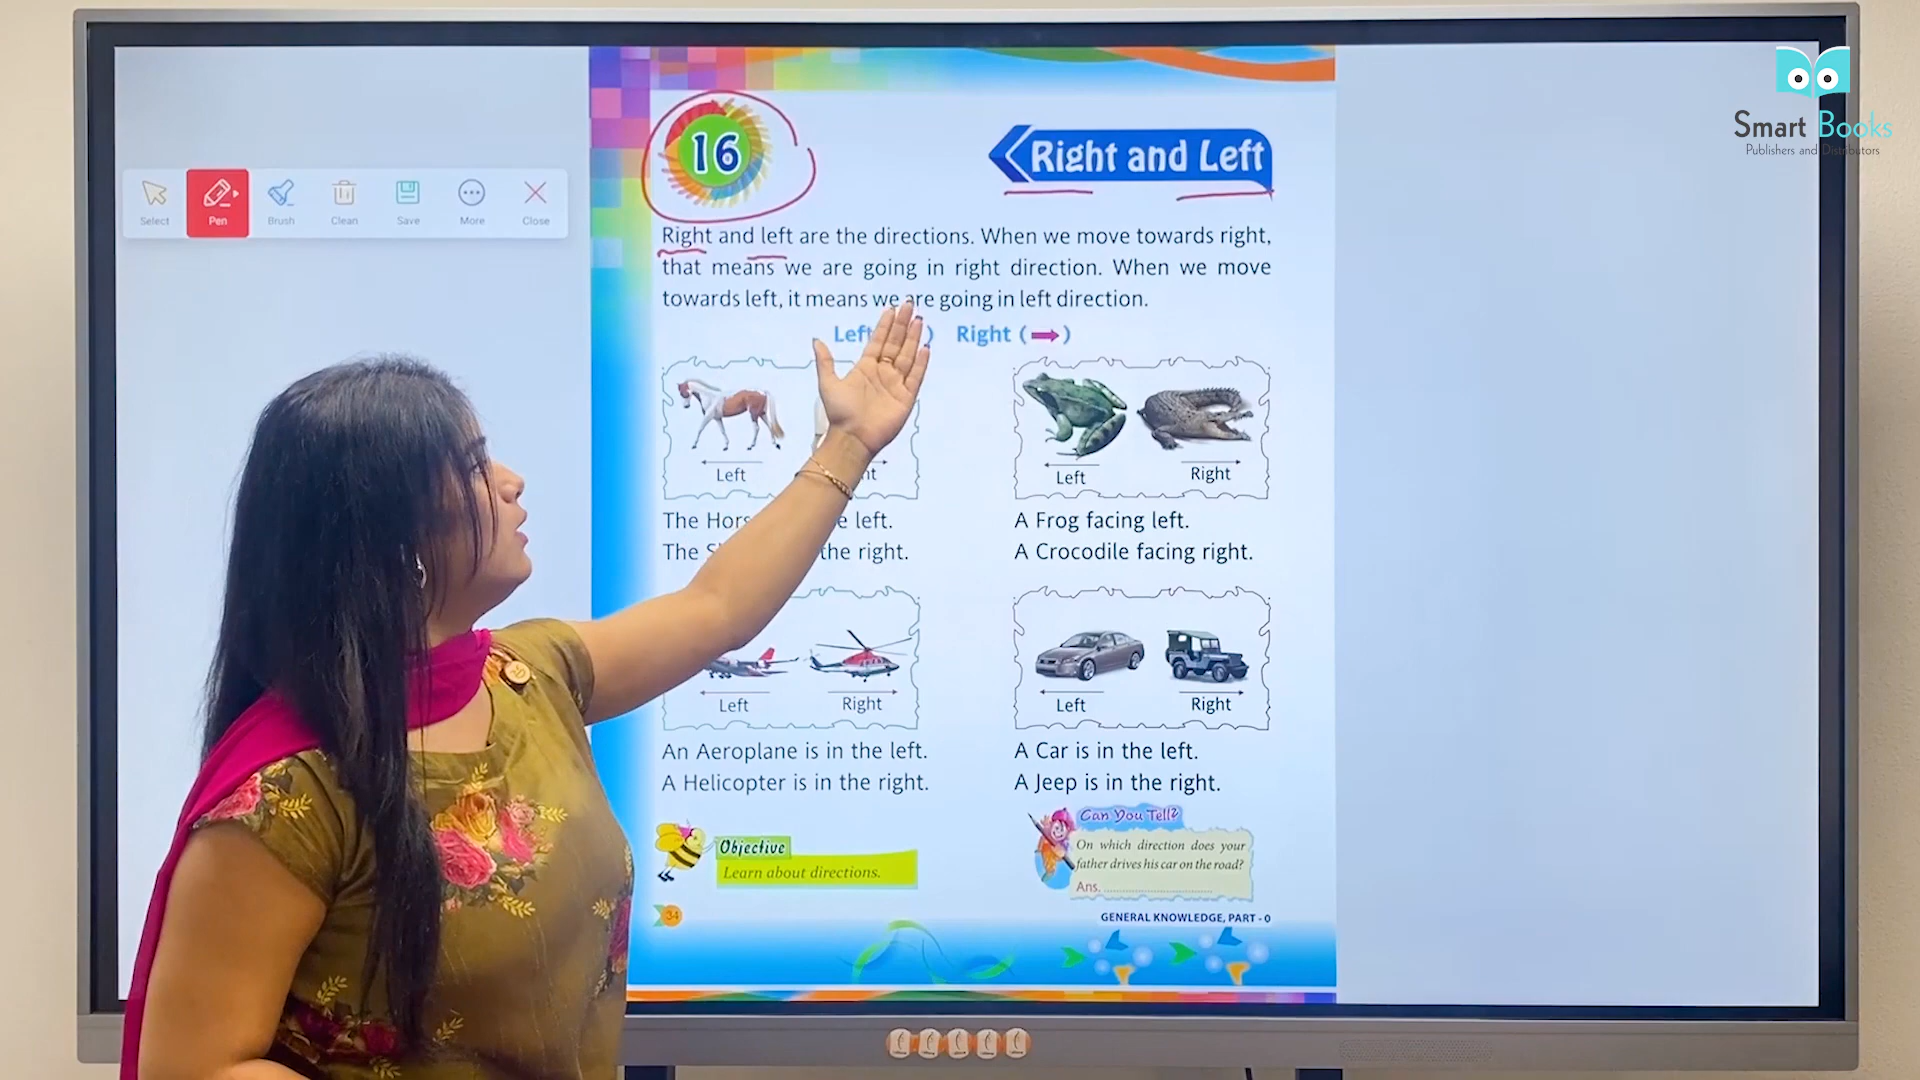 Smart Books
Publishers and Distributors
16
Right and Left
Select Pen Brush Clean Save More Close
Right and left are the directions. When we move towards right,
that means we are going in right direction. When we move
towards left, it means we are going in left direction.
Right ( )
Left
Left Right
The left.
The the right.
A Frog facing left.
A Crocodile facing right.
Left Right
Left Right
An Aeroplane is in the left.
A Helicopter is in the right.
A Car is in the left.
A Jeep is in the right.
Objective
Learn about directions.
Can You Tell?
On which direction does your
father drives his car on the road?
Ans. ........................................
34
GENERAL KNOWLEDGE, PART - 0